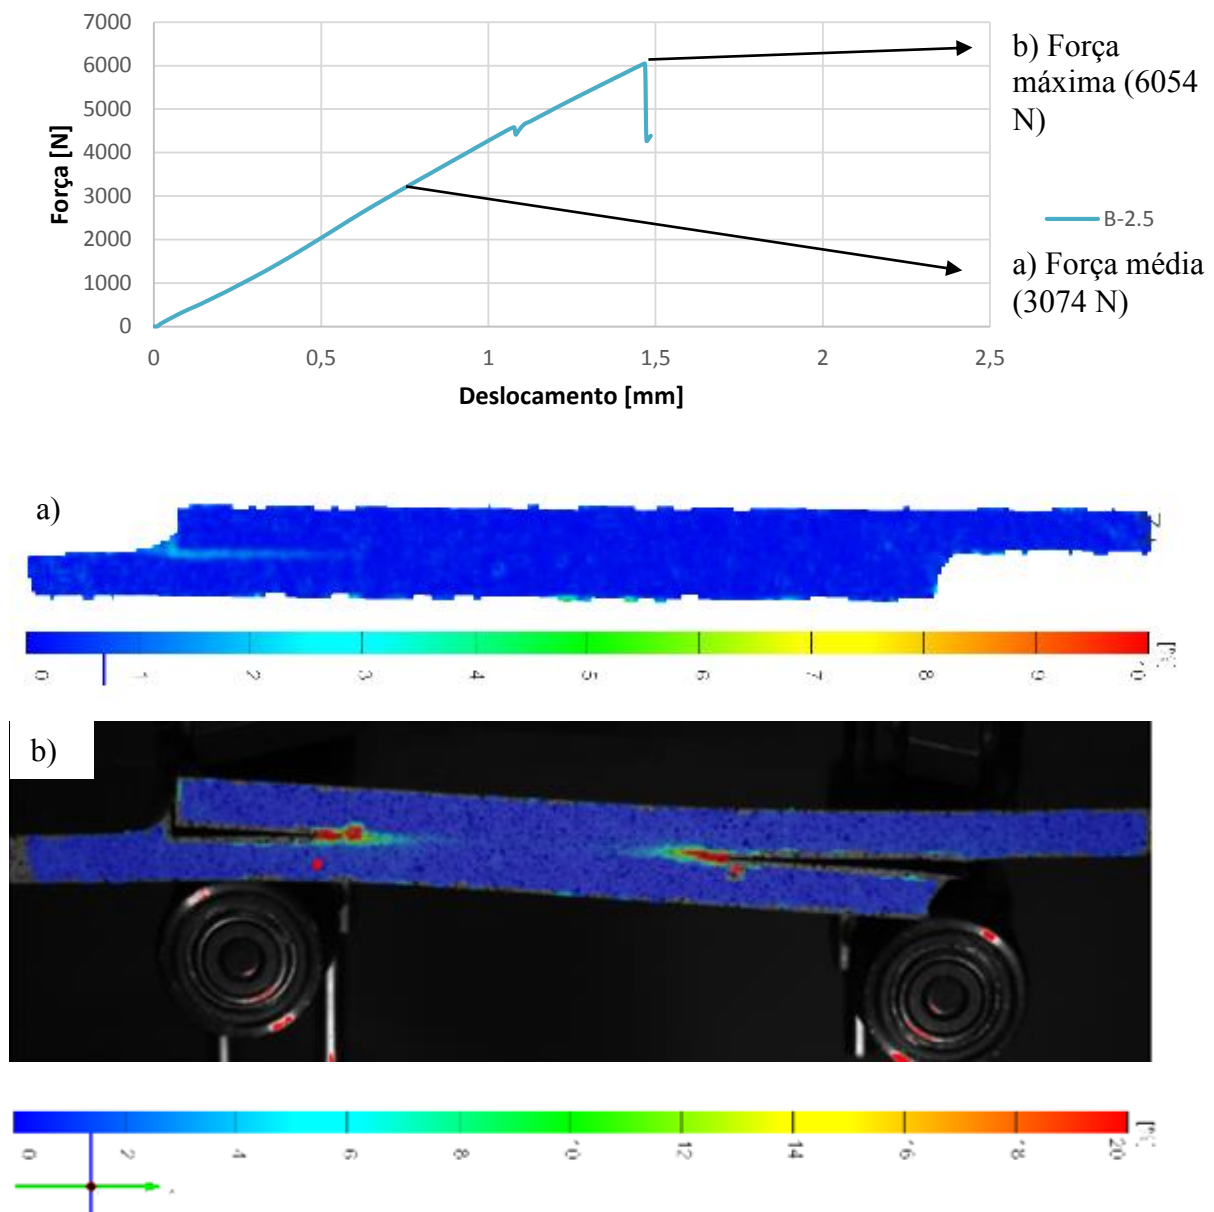 7000
6000
5000
4000
3000
2000
1000
0
Força [N]
0 0,5 1 1,5 2 2,5
Deslocamento [mm]
b) Força
máxima (6054
N)
B-2.5
a) Força média
(3074 N)
a)
0 1 2 3 4 5 6 7 8 9
b)
0 2 4 6 8 10 12 14 16 18 20